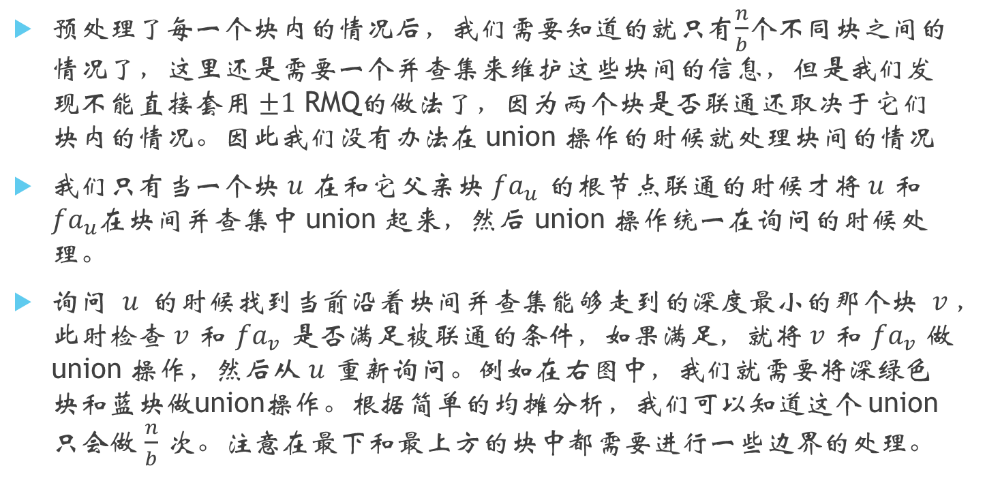 预处理了每一个块内的情况后，我们需要知道的就只有$\frac{n}{b}$个不同块之间的
情况了，这里还是需要一个并查集来维护这些块间的信息，但是我们发
现不能直接套用 ±1 RMQ的做法了，因为两个块是否联通还取决于它们
块内的情况。因此我们没有办法在 union 操作的时候就处理块间的情况
我们只有当一个块 $u$ 在和它父亲块 $fa_u$ 的根节点联通的时候才将 $u$ 和
$fa_u$在块间并查集中 union 起来，然后 union 操作统一在询问的时候处
理。
询问 $u$ 的时候找到当前沿着块间并查集能够走到的深度最小的那个块 $v$，
此时检查 $v$ 和 $fa_v$ 是否满足被联通的条件，如果满足，就将 $v$ 和 $fa_v$ 做
union 操作，然后从 $u$ 重新询问。例如在右图中，我们就需要将深绿色
块和蓝块做union操作。根据简单的均摊分析，我们可以知道这个 union
只会做 $\frac{n}{b}$ 次。注意在最下和最上方的块中都需要进行一些边界的处理。